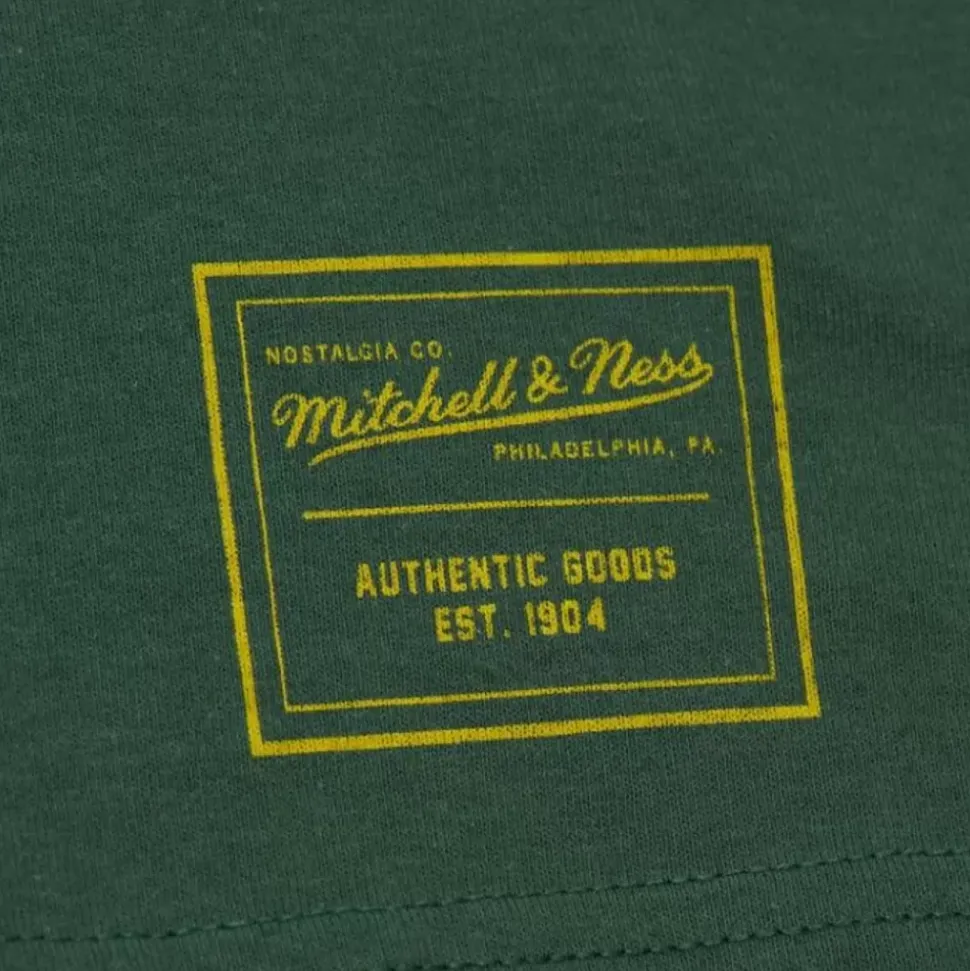 NOSTALGIA CO.
Mitchell & Ness
PHILADELPHIA, PA
AUTHENTIC GOODS
EST. 1904